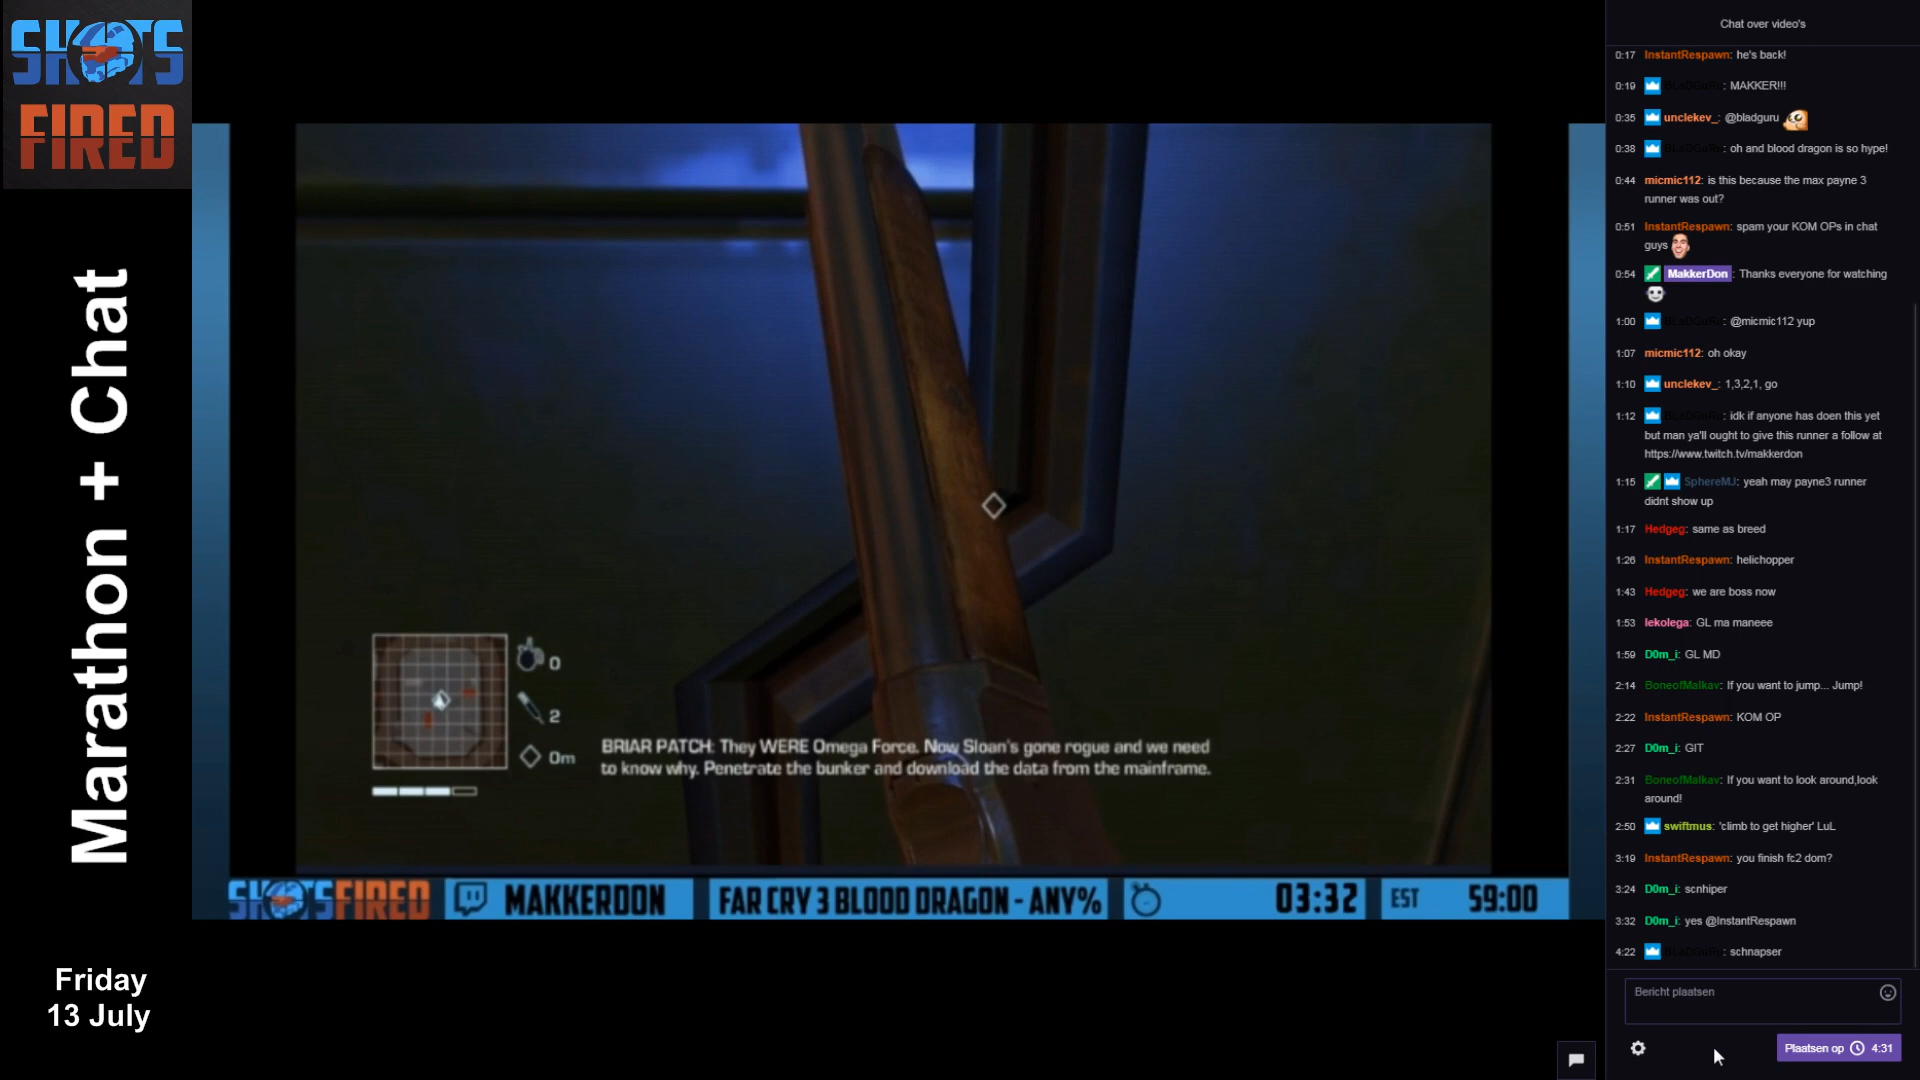 SHOTS
FIRED
Marathon + Chat
Friday
13 July
0
2
0m
BRIAR PATCH: They WERE Omega Force. Now Sloan's gone rogue and we need
to know why. Penetrate the bunker and download the data from the mainframe.
SHOTSFIRED
MAKKERDON
FAR CRY 3 BLOOD DRAGON - ANY%
03:32
EST 59:00
Chat over video's
0:17 InstantRespawn: he's back!
0:19 BLaDGuRu: MAKKER!!!
0:35 unclekev_: @bladguru
0:38 BLaDGuRu: oh and blood dragon is so hype!
0:44 micmic112: is this because the max payne 3
runner was out?
0:51 InstantRespawn: spam your KOM OPs in chat
guys
0:54 MakkerDon: Thanks everyone for watching
1:00 BLaDGuRu: @micmic112 yup
1:07 micmic112: oh okay
1:10 unclekev_: 1,3,2,1, go
1:12 BLaDGuRu: idk if anyone has doen this yet
but man ya'll ought to give this runner a follow at
https://www.twitch.tv/makkerdon
1:15 SphereMJ: yeah may payne3 runner
didnt show up
1:17 Hedgeg: same as breed
1:26 InstantRespawn: helichopper
1:43 Hedgeg: we are boss now
1:53 lekolega: GL ma maneee
1:59 D0m_i: GL MD
2:14 BoneofMalkav: If you want to jump... Jump!
2:22 InstantRespawn: KOM OP
2:27 D0m_i: GIT
2:31 BoneofMalkav: If you want to look around,look
around!
2:50 swiftmus: 'climb to get higher' LuL
3:19 InstantRespawn: you finish fc2 dom?
3:24 D0m_i: scnhiper
3:32 D0m_i: yes @InstantRespawn
4:22 BLaDGuRu: schnapser
Bericht plaatsen
Plaatsen op 4:31